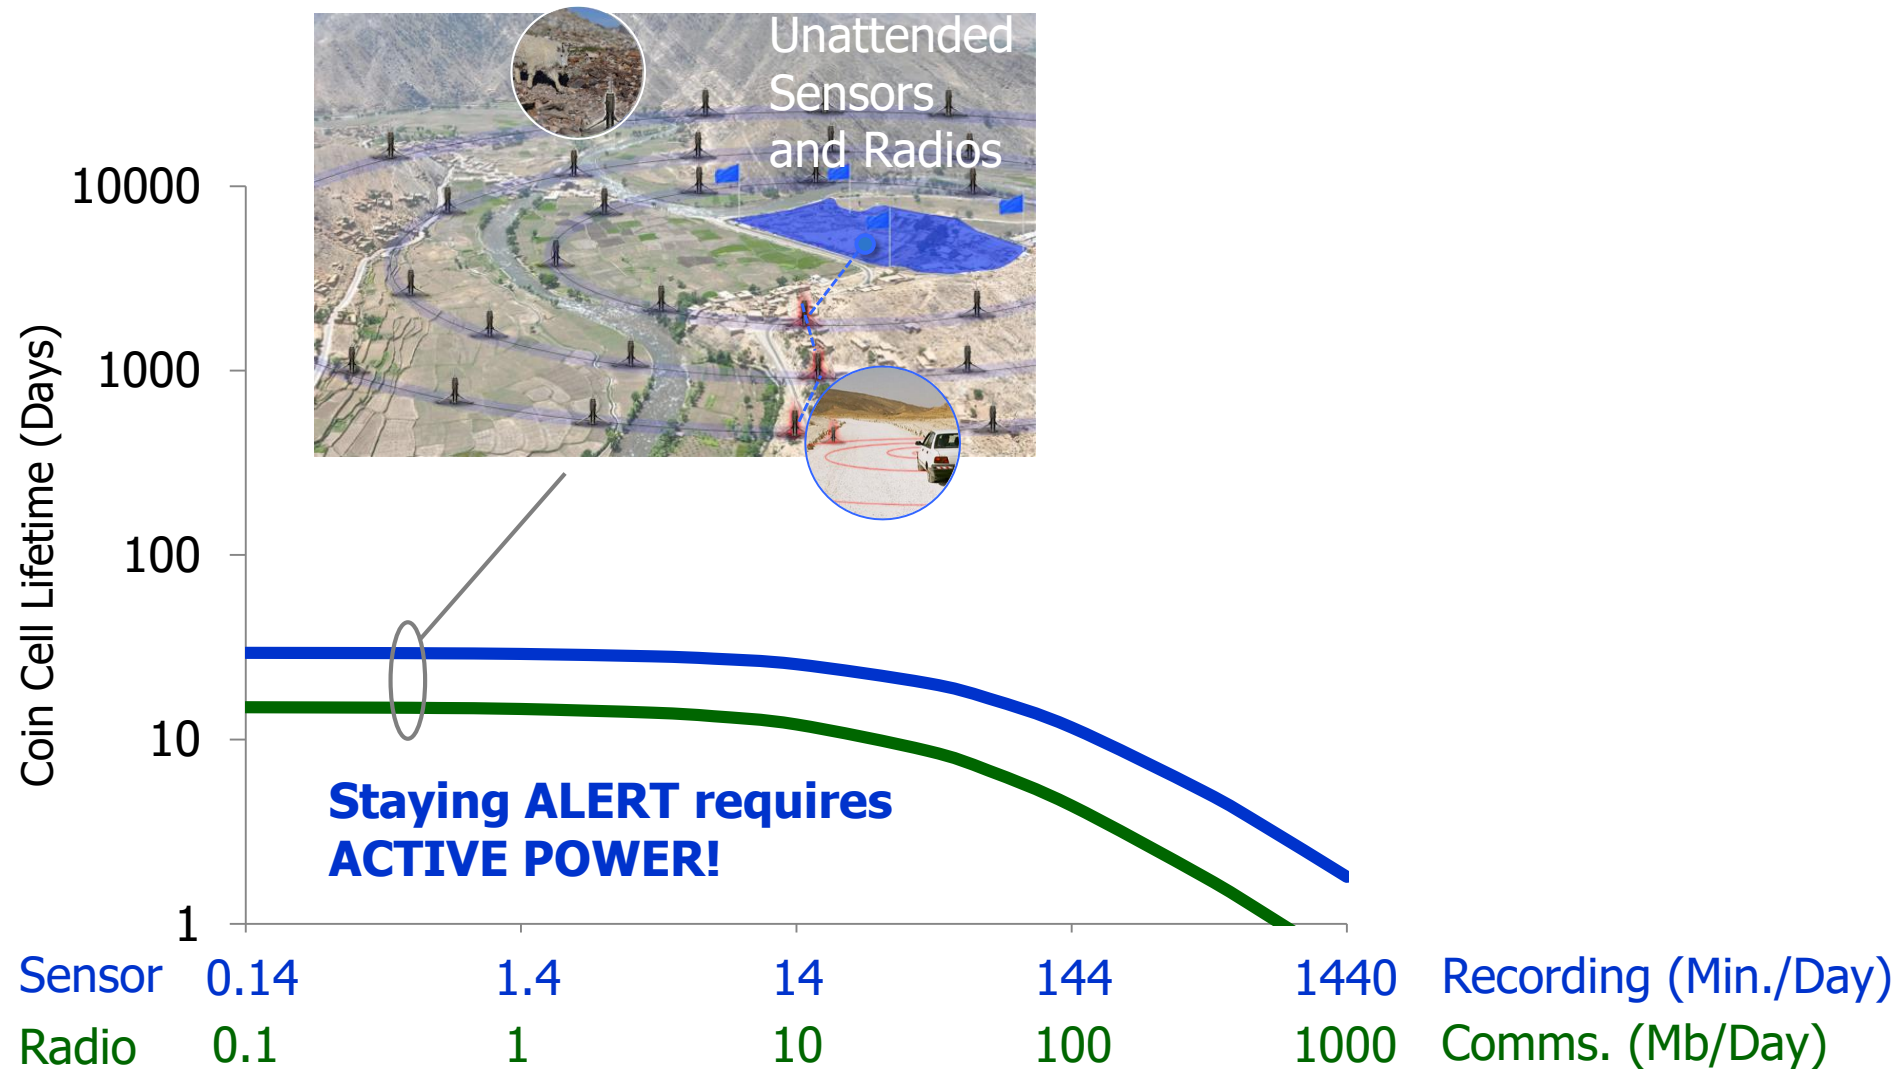 Unattended
Sensors
and Radios
Coin Cell Lifetime (Days)
10000
1000
100
10
1
Staying ALERT requires
ACTIVE POWER!
Sensor 0.14 1.4 14 144 1440 Recording (Min./Day)
Radio 0.1 1 10 100 1000 Comms. (Mb/Day)